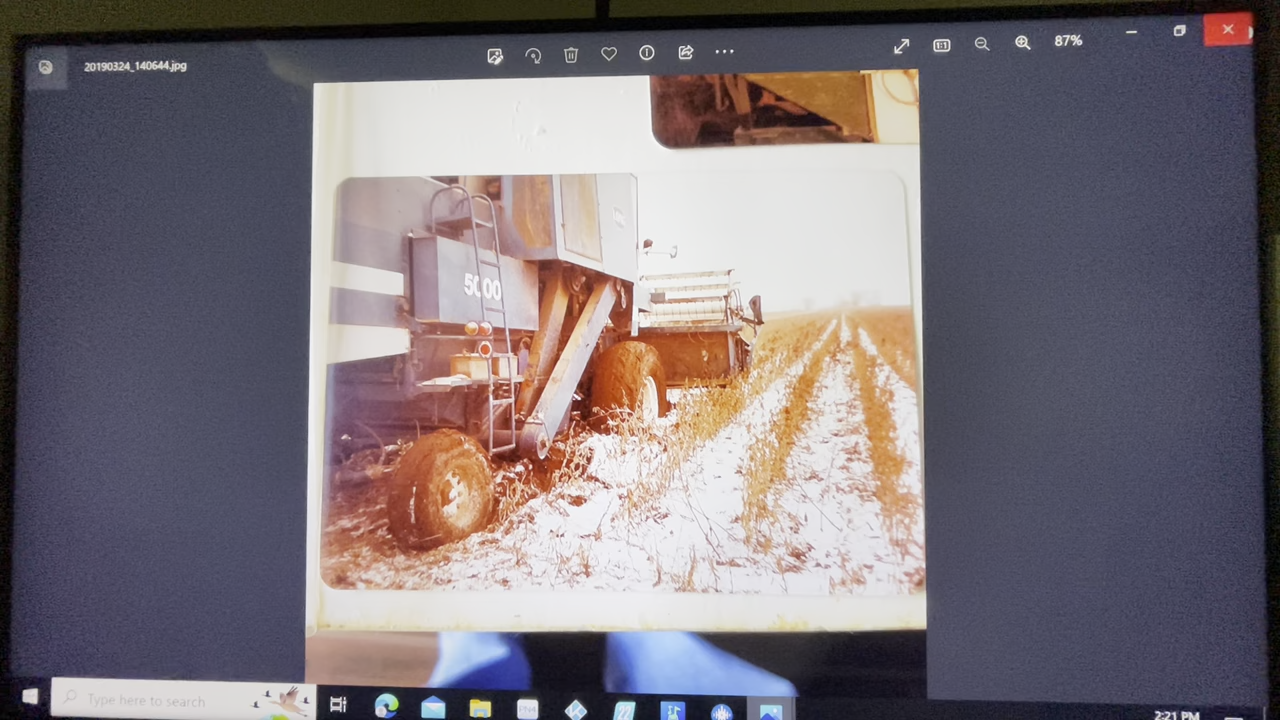 20190324_140644.jpg
87%
5000
Type here to search
2:21 PM